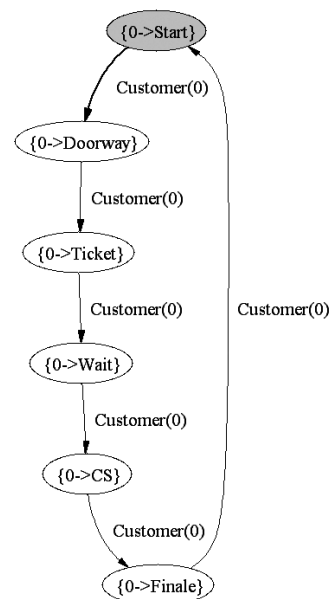 {0->Start}
Customer(0)
{0->Doorway}
Customer(0)
{0->Ticket}
Customer(0)
Customer(0)
{0->Wait}
Customer(0)
{0->CS}
Customer(0)
{0->Finale}